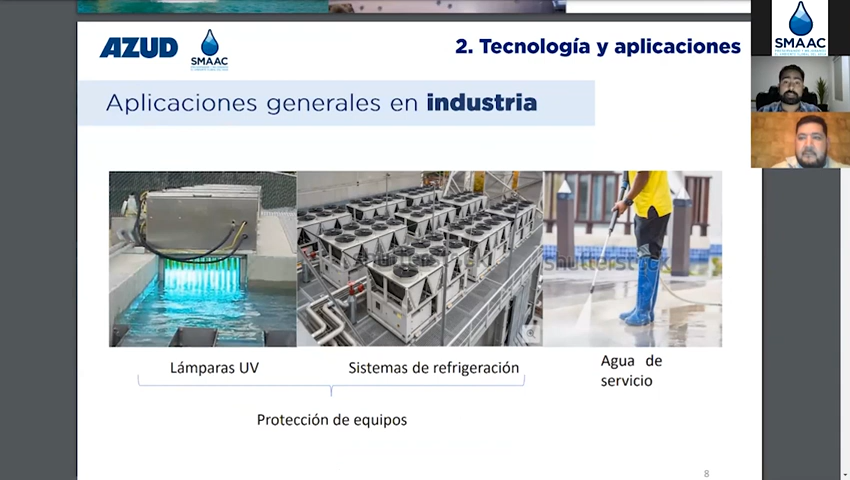 AZUD
SMAAC
2. Tecnología y aplicaciones
SMAAC
Aplicaciones generales en industria
shutterstock
shutterstock
Lámparas UV
Sistemas de refrigeración
Agua de
servicio
Protección de equipos
8